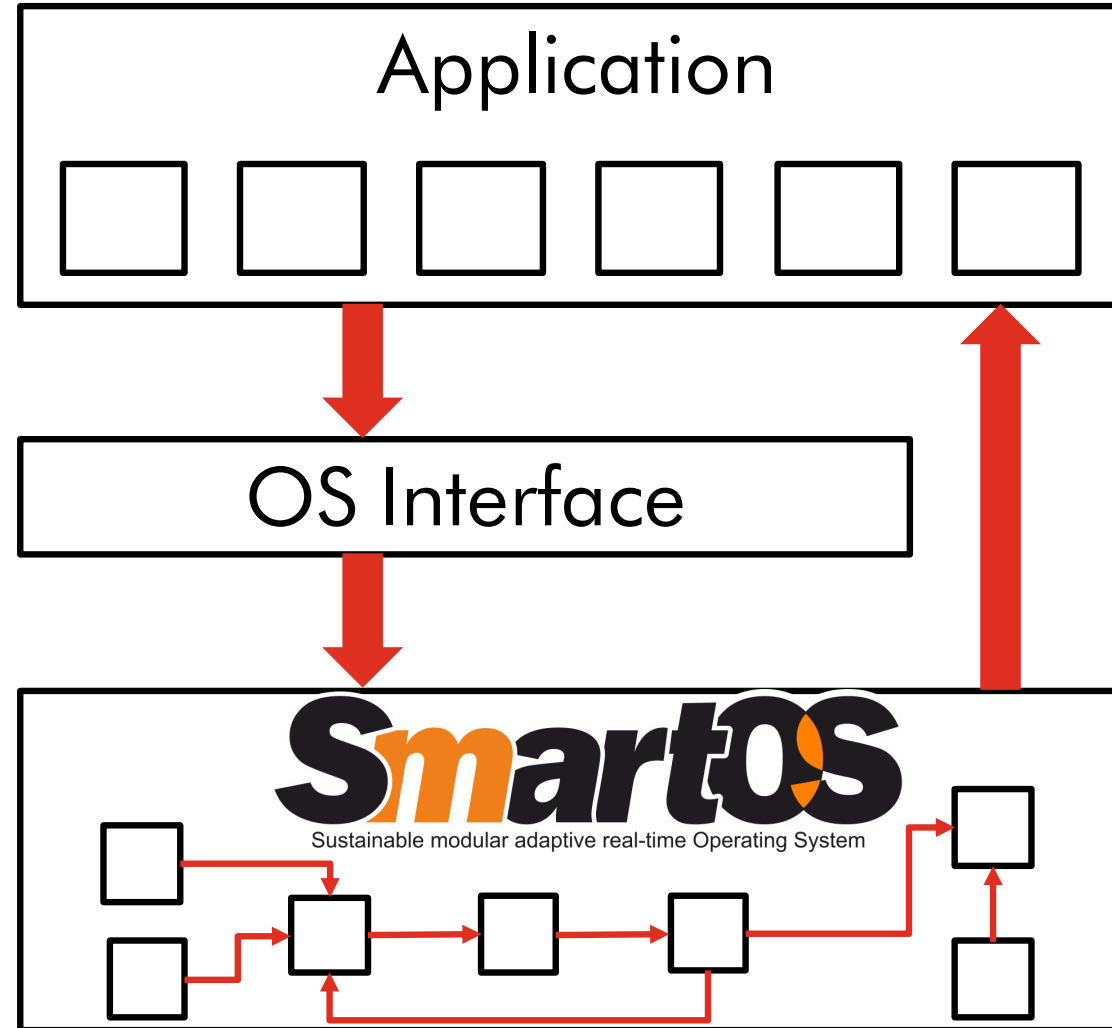 Application
OS Interface
SmartOS
Sustainable modular adaptive real-time Operating System